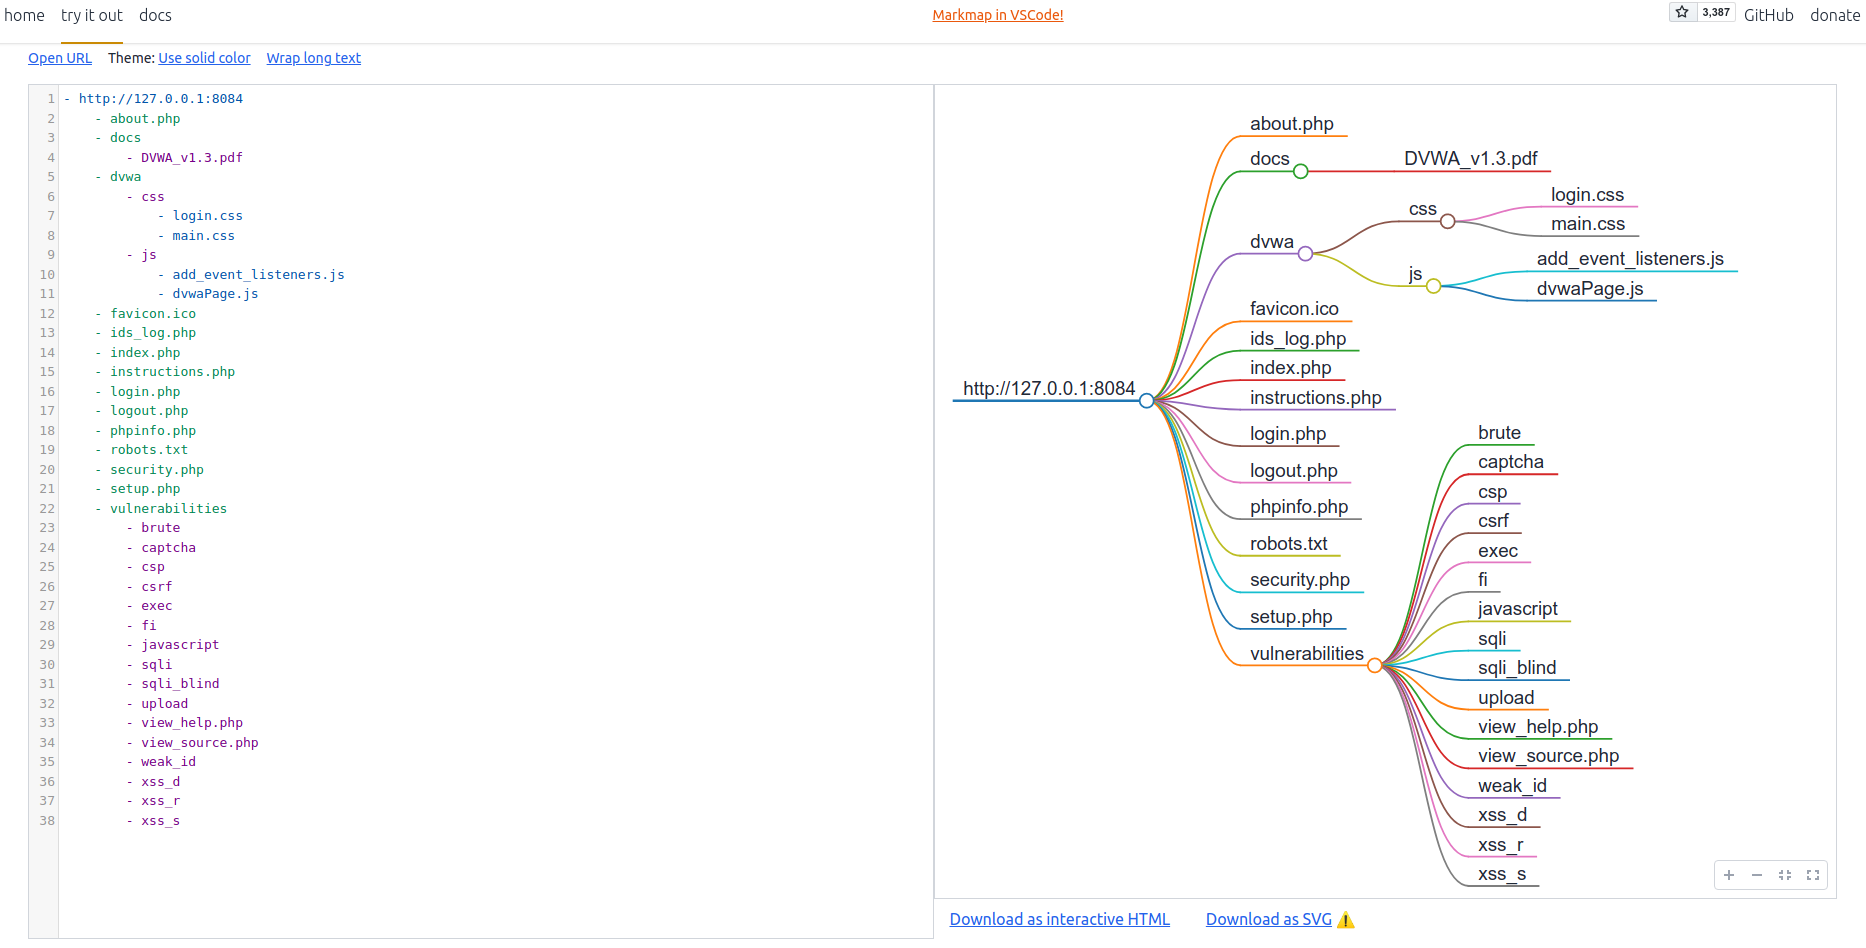 home try it out docs Markmap in VSCode! 3,387 GitHub donate
Open URL Theme: Use solid color Wrap long text
1 - http://127.0.0.1:8084
2 - about.php
3 - docs
4 - DVWA_v1.3.pdf
5 - dvwa
6 - css
7 - login.css
8 - main.css
9 - js
10 - add_event_listeners.js
11 - dvwaPage.js
12 - favicon.ico
13 - ids_log.php
14 - index.php
15 - instructions.php
16 - login.php
17 - logout.php
18 - phpinfo.php
19 - robots.txt
20 - security.php
21 - setup.php
22 - vulnerabilities
23 - brute
24 - captcha
25 - csp
26 - csrf
27 - exec
28 - fi
29 - javascript
30 - sqli
31 - sqli_blind
32 - upload
33 - view_help.php
34 - view_source.php
35 - weak_id
36 - xss_d
37 - xss_r
38 - xss_s
http://127.0.0.1:8084
about.php
docs
DVWA_v1.3.pdf
dvwa
css
login.css
main.css
js
add_event_listeners.js
dvwaPage.js
favicon.ico
ids_log.php
index.php
instructions.php
login.php
logout.php
phpinfo.php
robots.txt
security.php
setup.php
vulnerabilities
brute
captcha
csp
csrf
exec
fi
javascript
sqli
sqli_blind
upload
view_help.php
view_source.php
weak_id
xss_d
xss_r
xss_s
Download as interactive HTML Download as SVG